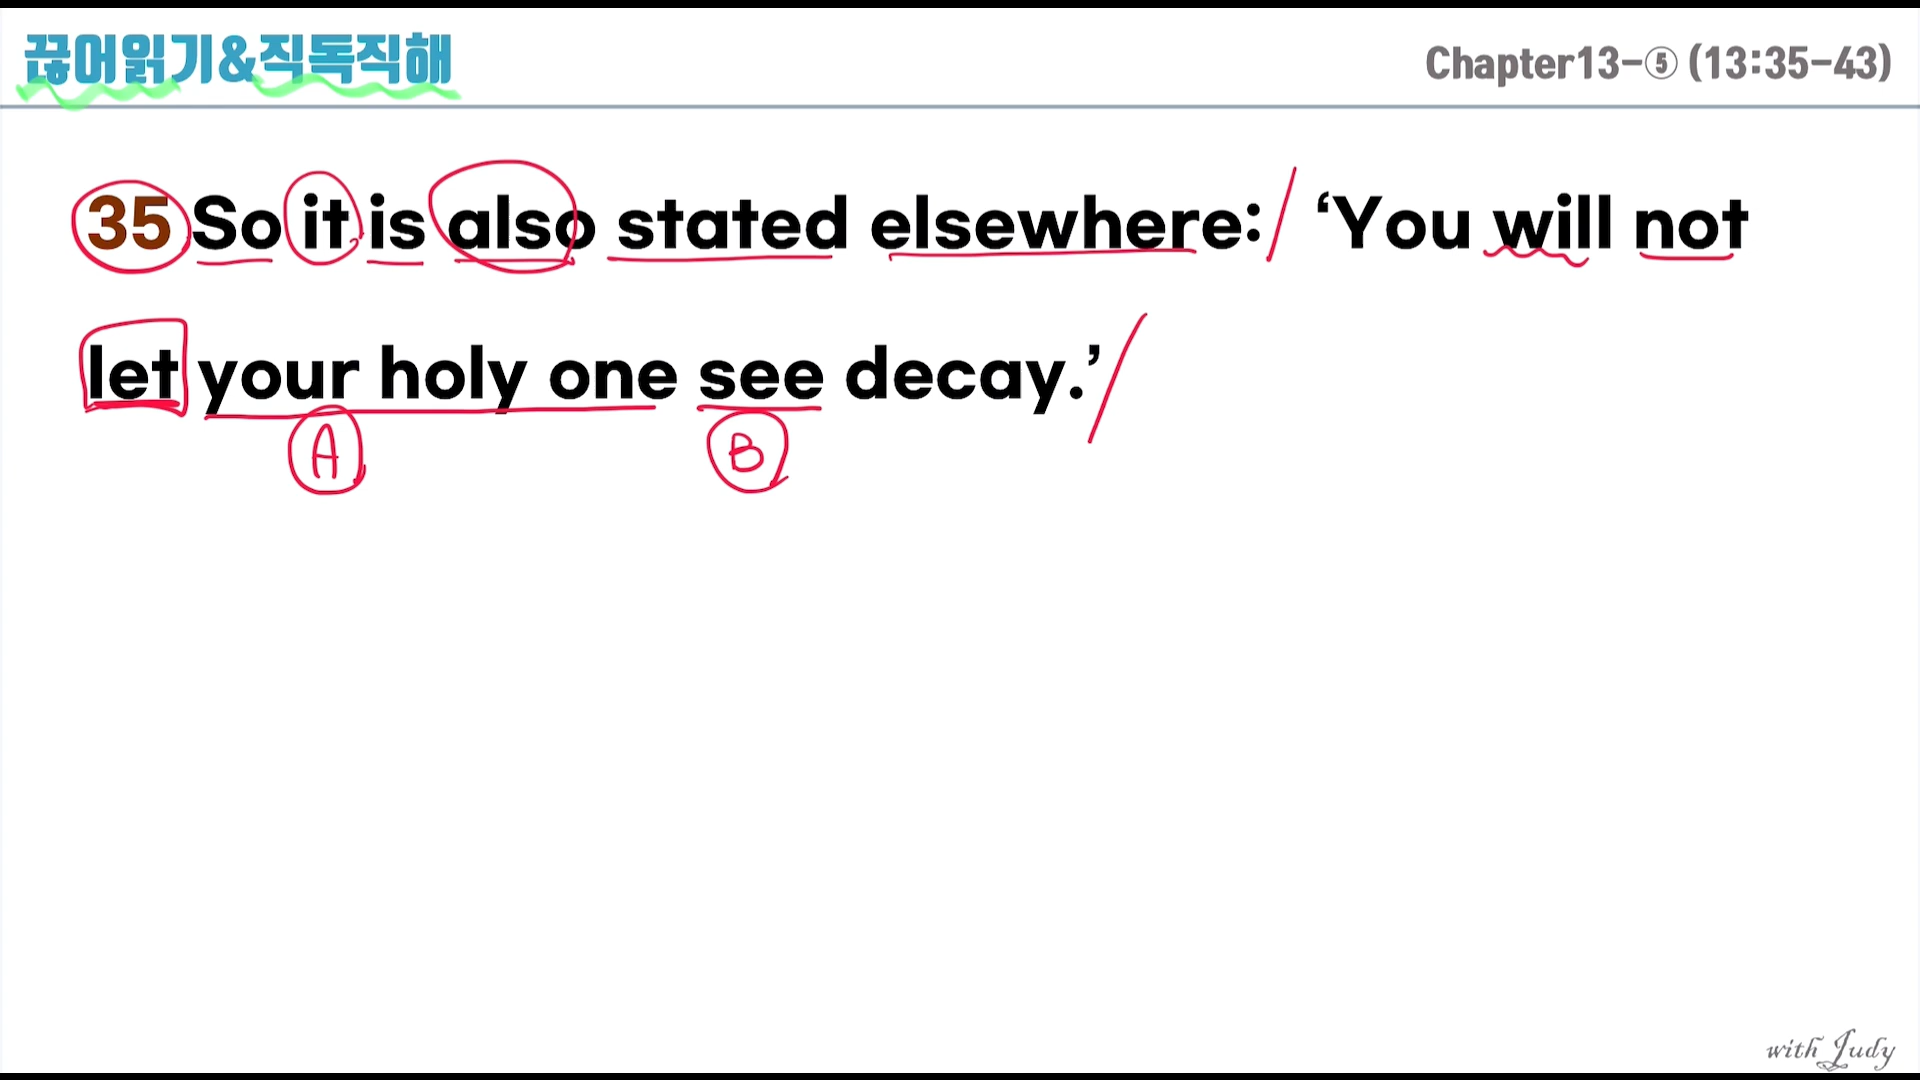 끊어읽기&직독직해
Chapter13-⑤ (13:35-43)
35 So it is also stated elsewhere: / ‘You will not
let your holy one see decay.’ /
A B
with Judy